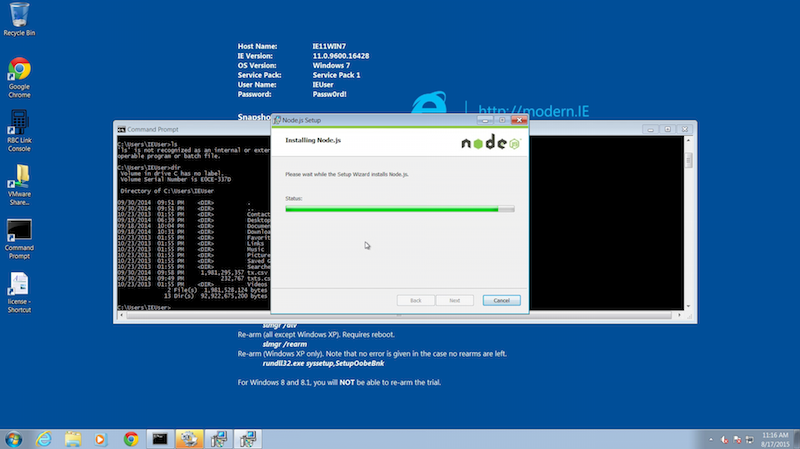 Recycle Bin
Google
Chrome
RBC Link
Console
VMware
Share...
Command
Prompt
license -
Shortcut
Host Name: IE11WIN7
IE Version: 11.0.9600.16428
OS Version: Windows 7
Service Pack: Service Pack 1
User Name: IEUser
Password: Passw0rd!
Snapsho
http://modern.IE
Command Prompt
C:\Users\IEUser>ls
'ls' is not recognized as an internal or exter
operable program or batch file.
C:\Users\IEUser>dir
Volume in drive C has no label.
Volume Serial Number is E0CE-337D
Directory of C:\Users\IEUser
09/30/2014 09:51 PM <DIR> .
09/30/2014 09:51 PM <DIR> ..
10/23/2013 01:55 PM <DIR> Contac
09/19/2014 06:39 PM <DIR> Desktop
09/18/2014 10:04 PM <DIR> Documen
09/18/2014 10:31 PM <DIR> Downloa
10/23/2013 01:55 PM <DIR> Favorit
10/23/2013 01:55 PM <DIR> Links
10/23/2013 01:55 PM <DIR> Music
10/23/2013 01:55 PM <DIR> Picture
10/23/2013 01:55 PM <DIR> Saved G
10/23/2013 01:55 PM <DIR> Searche
09/30/2014 09:58 PM 1,981,295,357 tx.csv
09/30/2014 09:49 PM 232,767 txts.cs
10/23/2013 01:55 PM <DIR> Videos
2 File(s) 1,981,528,124 bytes
13 Dir(s) 92,922,675,200 bytes
C:\Users\IEUser>
Node.js Setup
Installing Node.js
node JS
Please wait while the Setup Wizard installs Node.js.
Status:
Back
Next
Cancel
slmgr /dlv
Re-arm (all except Windows XP). Requires reboot.
slmgr /rearm
Re-arm (Windows XP only). Note that no error is given in the case no rearms are left.
rundll32.exe syssetup,SetupOobeBnk
For Windows 8 and 8.1, you will NOT be able to re-arm the trial.
11:16 AM
8/17/2015